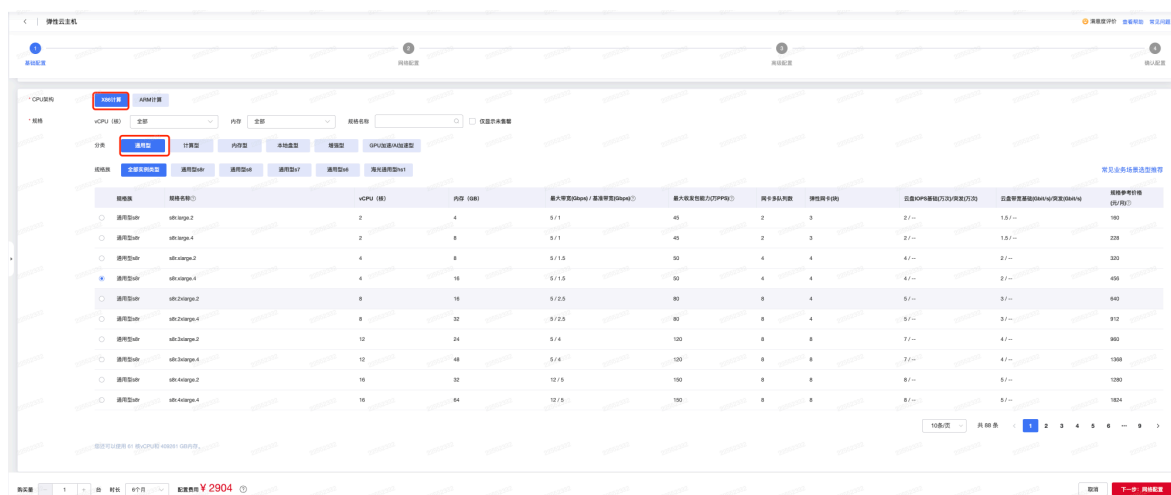 < | 弹性云主机 满意度评价 查看帮助 常见问题
1 2 3 4
基础配置 网络配置 高级配置 确认配置
* CPU架构 X86计算 ARM计算
* 规格 vCPU（核） 全部 内存 全部 规格名称 仅显示未售罄
分类 通用型 计算型 内存型 本地盘型 增强型 GPU加速/AI加速型
规格族 全部实例类型 通用型s8r 通用型s8 通用型s7 通用型s6 海光通用型hs1 常见业务场景选型推荐
规格族 规格名称 vCPU（核） 内存（GB） 最大带宽(Gbps) / 基准带宽(Gbps) 最大收发包能力(万PPS) 网卡多队列数 弹性网卡(块) 云盘IOPS基础(万次)/突发(万次) 云盘带宽基础(Gbit/s)/突发(Gbit/s) 规格参考价格(元/月)
通用型s8r s8r.large.2 2 4 5 / 1 45 2 3 2 / -- 1.5 / -- 160
通用型s8r s8r.large.4 2 8 5 / 1 45 2 3 2 / -- 1.5 / -- 228
通用型s8r s8r.xlarge.2 4 8 5 / 1.5 50 4 4 4 / -- 2 / -- 320
通用型s8r s8r.xlarge.4 4 16 5 / 1.5 50 4 4 4 / -- 2 / -- 456
通用型s8r s8r.2xlarge.2 8 16 5 / 2.5 80 8 4 5 / -- 3 / -- 640
通用型s8r s8r.2xlarge.4 8 32 5 / 2.5 80 8 4 5 / -- 3 / -- 912
通用型s8r s8r.3xlarge.2 12 24 5 / 4 120 8 8 7 / -- 4 / -- 960
通用型s8r s8r.3xlarge.4 12 48 5 / 4 120 8 8 7 / -- 4 / -- 1368
通用型s8r s8r.4xlarge.2 16 32 12 / 5 150 8 8 8 / -- 5 / -- 1280
通用型s8r s8r.4xlarge.4 16 64 12 / 5 150 8 8 8 / -- 5 / -- 1824
10条/页 共 88 条 < 1 2 3 4 5 6 ... 9 >
您还可以使用 51 核vCPU和
购买量 - 1 + 台 时长 6个月 配置费用 ¥ 2904 取消 下一步：网络配置